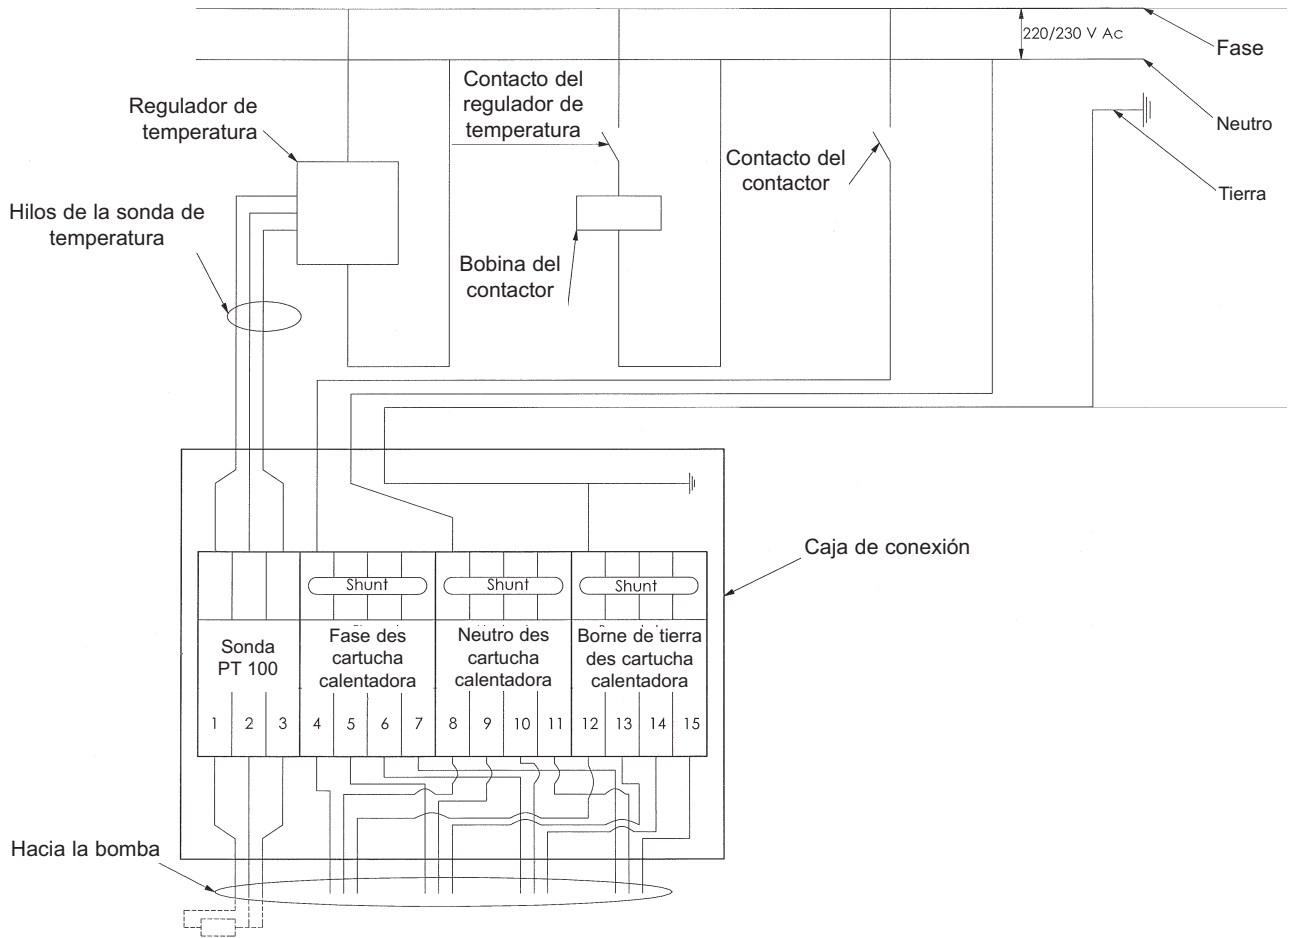 220/230 V Ac
Fase
Neutro
Tierra
Regulador de
temperatura
Contacto del
regulador de
temperatura
Contacto del
contactor
Hilos de la sonda de
temperatura
Bobina del
contactor
Caja de conexión
Shunt
Shunt
Shunt
Sonda
PT 100
Fase des
cartucha
calentadora
Neutro des
cartucha
calentadora
Borne de tierra
des cartucha
calentadora
1 2 3 4 5 6 7 8 9 10 11 12 13 14 15
Hacia la bomba